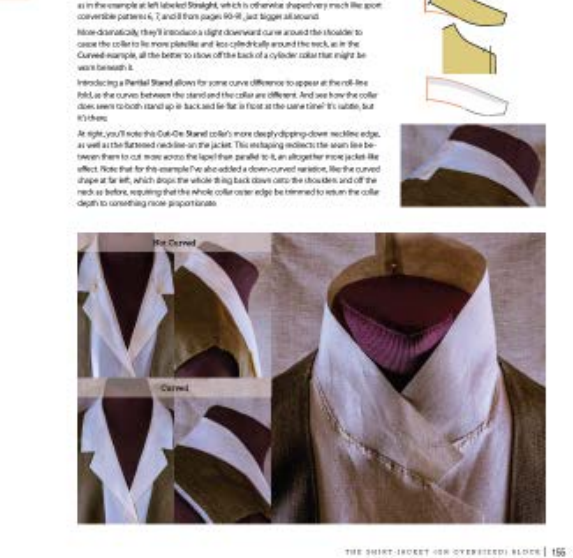 as in the example at left labeled Straight, which is otherwise shaped very much like sport
convertible patterns 6, 7, and 8 from pages 90-91, just bigger all around.
More dramatically, they'll introduce a downward curve around the shoulder to
cause the collar to lie more platelike and less cylindrically around the neck, as in the
Curved example, all the better to show off the back of a cylinder collar that might be
worn beneath it.
Introducing a Partial Stand allows for some curve difference to appear at the roll-line
fold, as the curves between the stand and the collar are different. And see how the collar
does seem to both stand up in back and lie flat in front at the same time? It's subtle, but
it's there.
At right, you'll note this Cut-On Stand collar's more deeply dipping-down neckline edge,
as well as the flattened neckline on the jacket. This reshaping redirects the seam line be-
tween them to cut more across the lapel than parallel to it, an altogether more jacket-like
effect. Note that for this example I've also added a down-curved variation, like the curved
shape at far left, which drops the whole thing back down onto the shoulders and off the
neck as before, requiring that the whole collar outer edge be trimmed to return the collar
depth to something more proportionate.
Not Curved
Curved
THE SHIRT-JACKET (OR OVERSIZED) BLOCK | 155